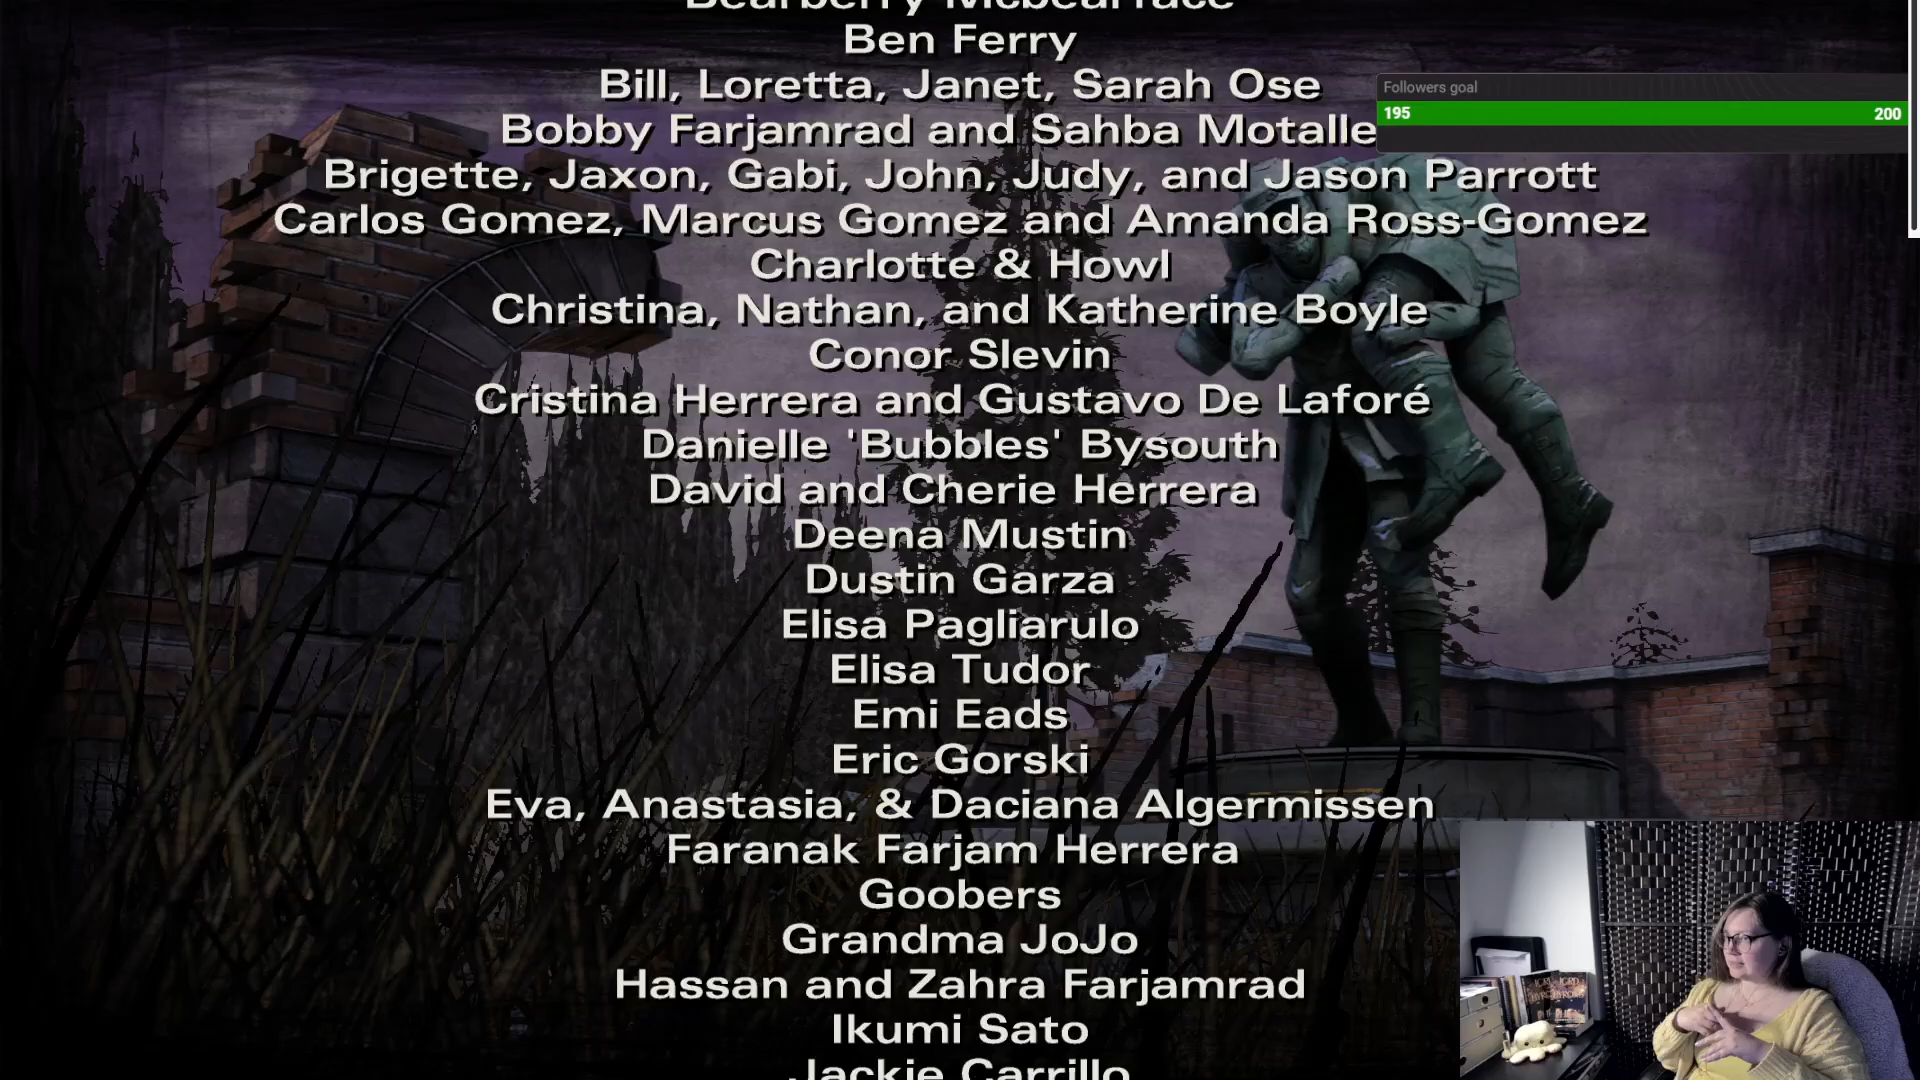 Bearberry McBearface
Ben Ferry
Bill, Loretta, Janet, Sarah Ose
Followers goal
195 200
Bobby Farjamrad and Sahba Motalle
Brigette, Jaxon, Gabi, John, Judy, and Jason Parrott
Carlos Gomez, Marcus Gomez and Amanda Ross-Gomez
Charlotte & Howl
Christina, Nathan, and Katherine Boyle
Conor Slevin
Cristina Herrera and Gustavo De Laforé
Danielle 'Bubbles' Bysouth
David and Cherie Herrera
Deena Mustin
Dustin Garza
Elisa Pagliarulo
Elisa Tudor
Emi Eads
Eric Gorski
Eva, Anastasia, & Daciana Algermissen
Faranak Farjam Herrera
Goobers
Grandma JoJo
Hassan and Zahra Farjamrad
Ikumi Sato
Jackie Carrillo